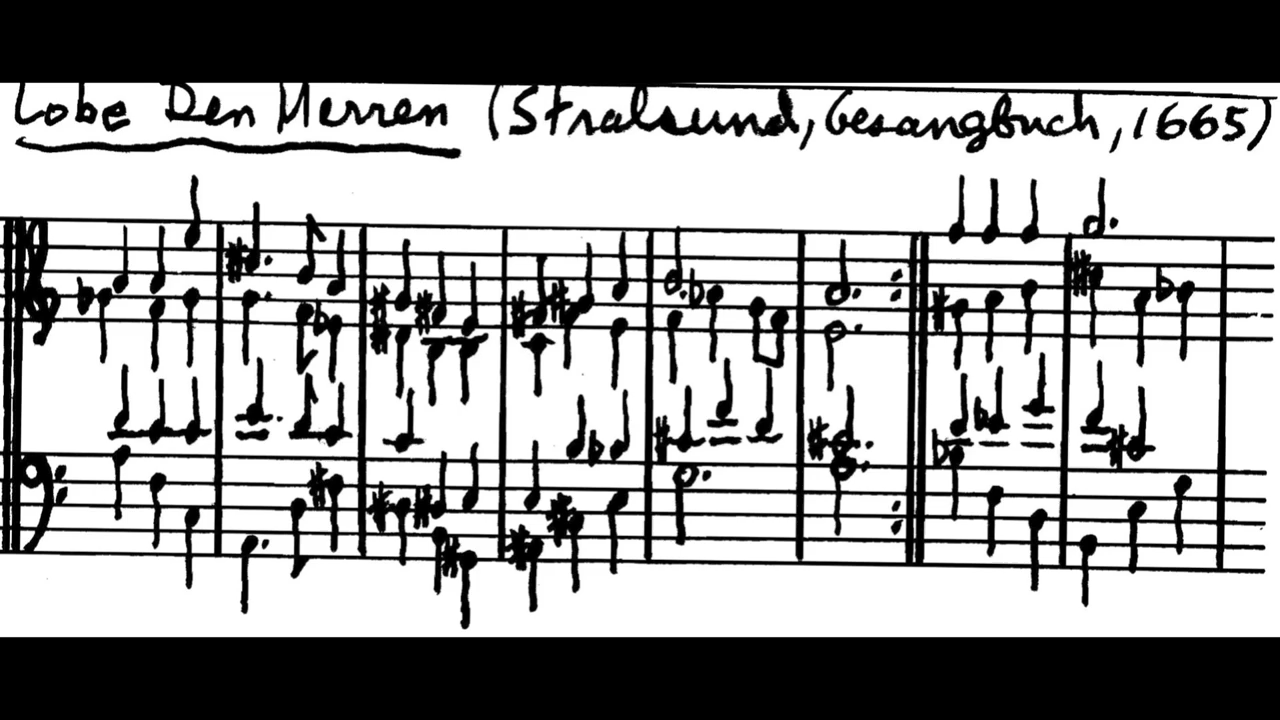 Lobe Den Herren (Stralsund, Gesangbuch, 1665)